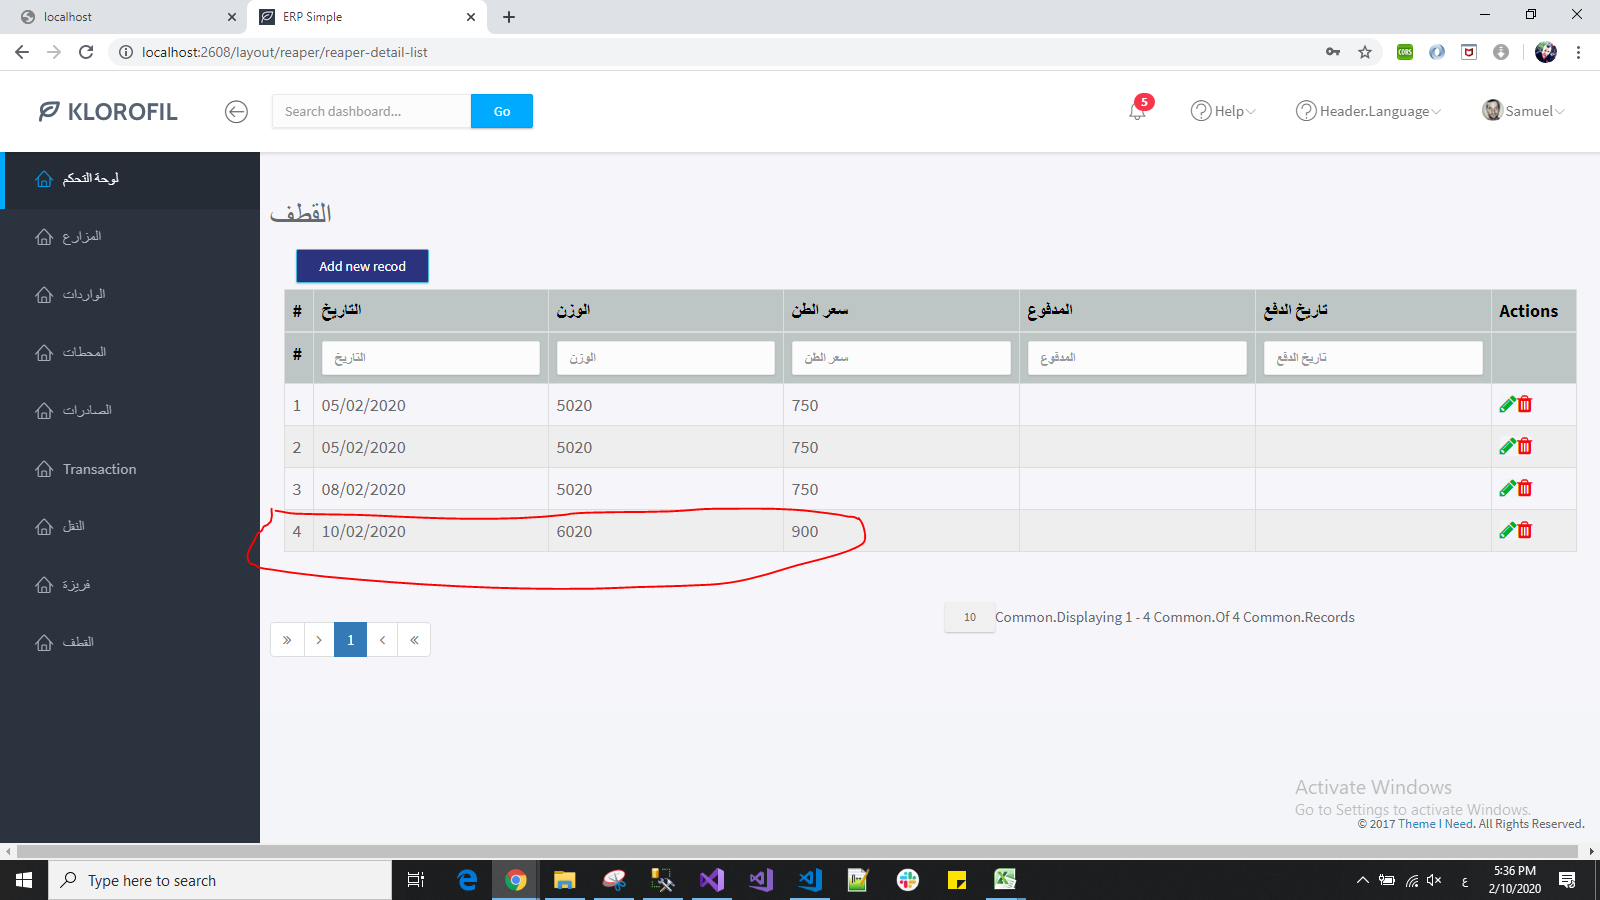 localhost
ERP Simple
localhost:2608/layout/reaper/reaper-detail-list
KLOROFIL
Search dashboard...
Go
5
Help
Header.Language
Samuel
لوحة التحكم
المزارع
الواردات
المحطات
الصادرات
Transaction
النقل
فريزة
القطف
القطف
Add new recod
# التاريخ الوزن سعر الطن المدفوع تاريخ الدفع Actions
# التاريخ الوزن سعر الطن المدفوع تاريخ الدفع
1 05/02/2020 5020 750
2 05/02/2020 5020 750
3 08/02/2020 5020 750
4 10/02/2020 6020 900
10 Common.Displaying 1 - 4 Common.Of 4 Common.Records
» › 1 ‹ «
Activate Windows
Go to Settings to activate Windows.
© 2017 Theme I Need. All Rights Reserved.
Type here to search
ع
5:36 PM
2/10/2020